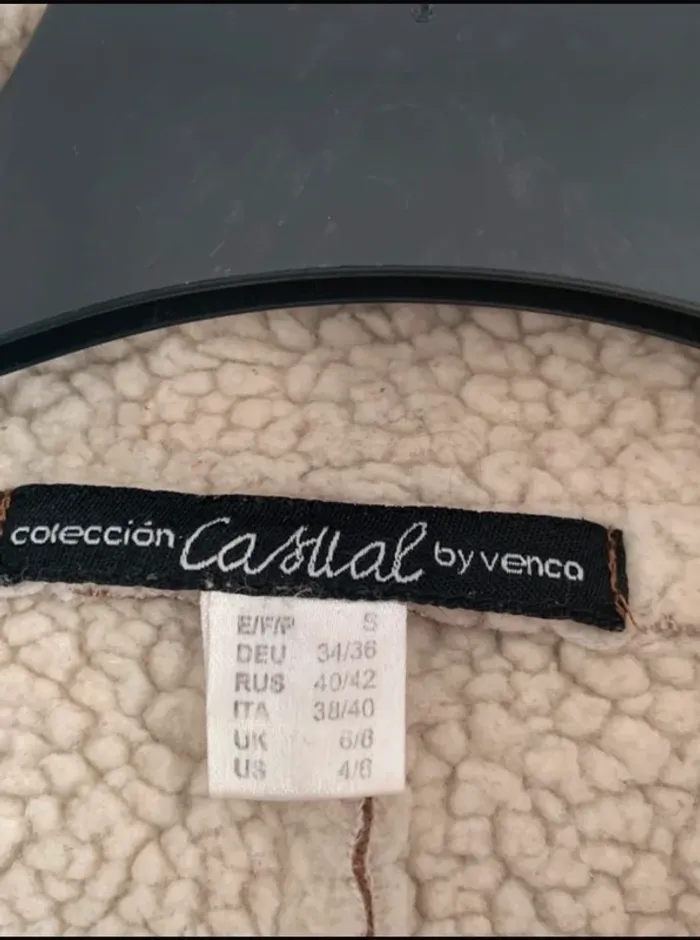 colección Casual by venca
E/F/P S
DEU 34/36
RUS 40/42
ITA 38/40
UK 6/8
US 4/6